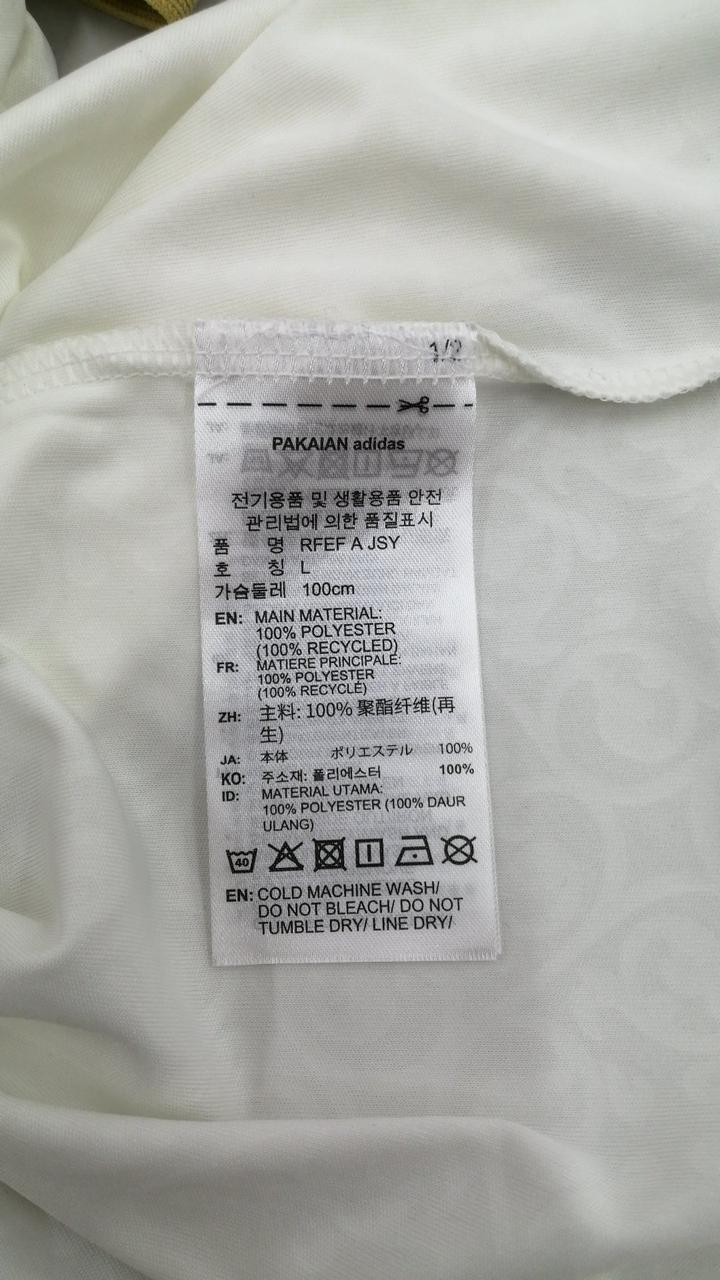 1/2
PAKAIAN adidas
전기용품 및 생활용품 안전
관리법에 의한 품질표시
품 명 RFEF A JSY
호 칭 L
가슴둘레 100cm
EN: MAIN MATERIAL:
100% POLYESTER
(100% RECYCLED)
FR: MATIERE PRINCIPALE:
100% POLYESTER
(100% RECYCLÉ)
ZH: 主料: 100% 聚酯纤维(再
生)
JA: 本体 ポリエステル 100%
KO: 주소재: 폴리에스터 100%
ID: MATERIAL UTAMA:
100% POLYESTER (100% DAUR
ULANG)
40
EN: COLD MACHINE WASH/
DO NOT BLEACH/ DO NOT
TUMBLE DRY/ LINE DRY/